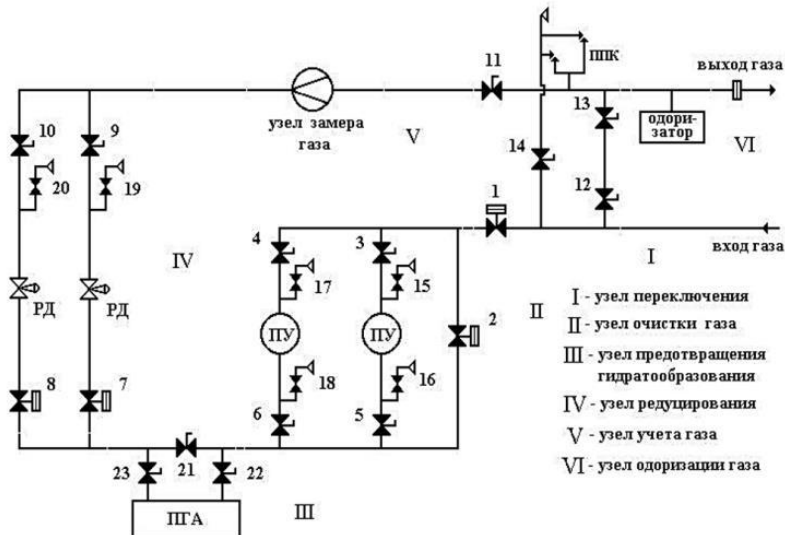 ППК
11
выход газа
10
9
узел замера
газа
V
13
одори-
затор
VI
14
20
19
1
12
4
3
IV
I
вход газа
17
15
I - узел переключения
РД
РД
ПУ
ПУ
2
II
II - узел очистки газа
III - узел предотвращения
гидратообразования
8
7
18
16
IV - узел редуцирования
6
5
V - узел учета газа
23
21
22
VI - узел одоризации газа
ПГА
III